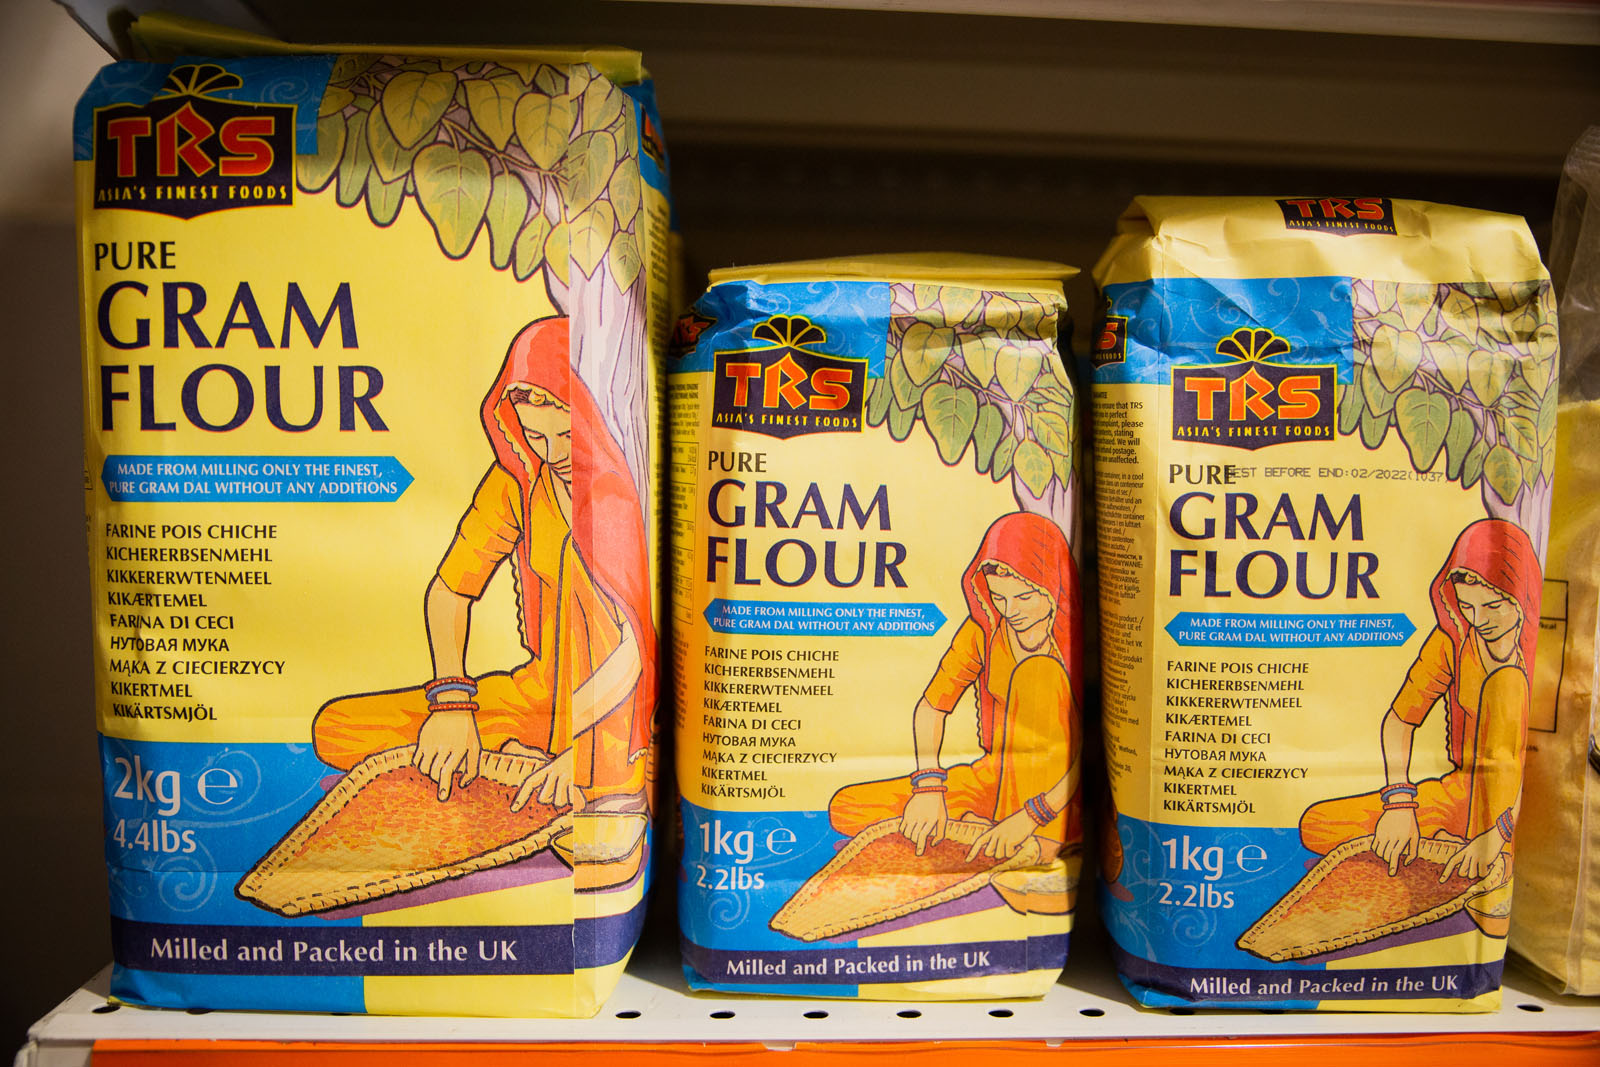 TRS
ASIA'S FINEST FOODS
PURE
GRAM
FLOUR
MADE FROM MILLING ONLY THE FINEST,
PURE GRAM DAL WITHOUT ANY ADDITIONS
FARINE POIS CHICHE
KICHERERBSENMEHL
KIKKERERWTENMEEL
KIKÆRTEMEL
FARINA DI CECI
НУТОВАЯ МУКА
MĄKA Z CIECIERZYCY
KIKERTMEL
KIKÄRTSMJÖL
2kg ℮
4.4lbs
Milled and Packed in the UK
TRS
ASIA'S FINEST FOODS
PURE
GRAM
FLOUR
MADE FROM MILLING ONLY THE FINEST,
PURE GRAM DAL WITHOUT ANY ADDITIONS
FARINE POIS CHICHE
KICHERERBSENMEHL
KIKKERERWTENMEEL
KIKÆRTEMEL
FARINA DI CECI
НУТОВАЯ МУКА
MĄKA Z CIECIERZYCY
KIKERTMEL
KIKÄRTSMJÖL
1kg ℮
2.2lbs
Milled and Packed in the UK
TRS
ASIA'S FINEST FOODS
TRS
ASIA'S FINEST FOODS
PURE
EST BEFORE END:02/2022(1037
GRAM
FLOUR
MADE FROM MILLING ONLY THE FINEST,
PURE GRAM DAL WITHOUT ANY ADDITIONS
FARINE POIS CHICHE
KICHERERBSENMEHL
KIKKERERWTENMEEL
KIKÆRTEMEL
FARINA DI CECI
НУТОВАЯ МУКА
MĄKA Z CIECIERZYCY
KIKERTMEL
KIKÄRTSMJÖL
1kg ℮
2.2lbs
Milled and Packed in the UK